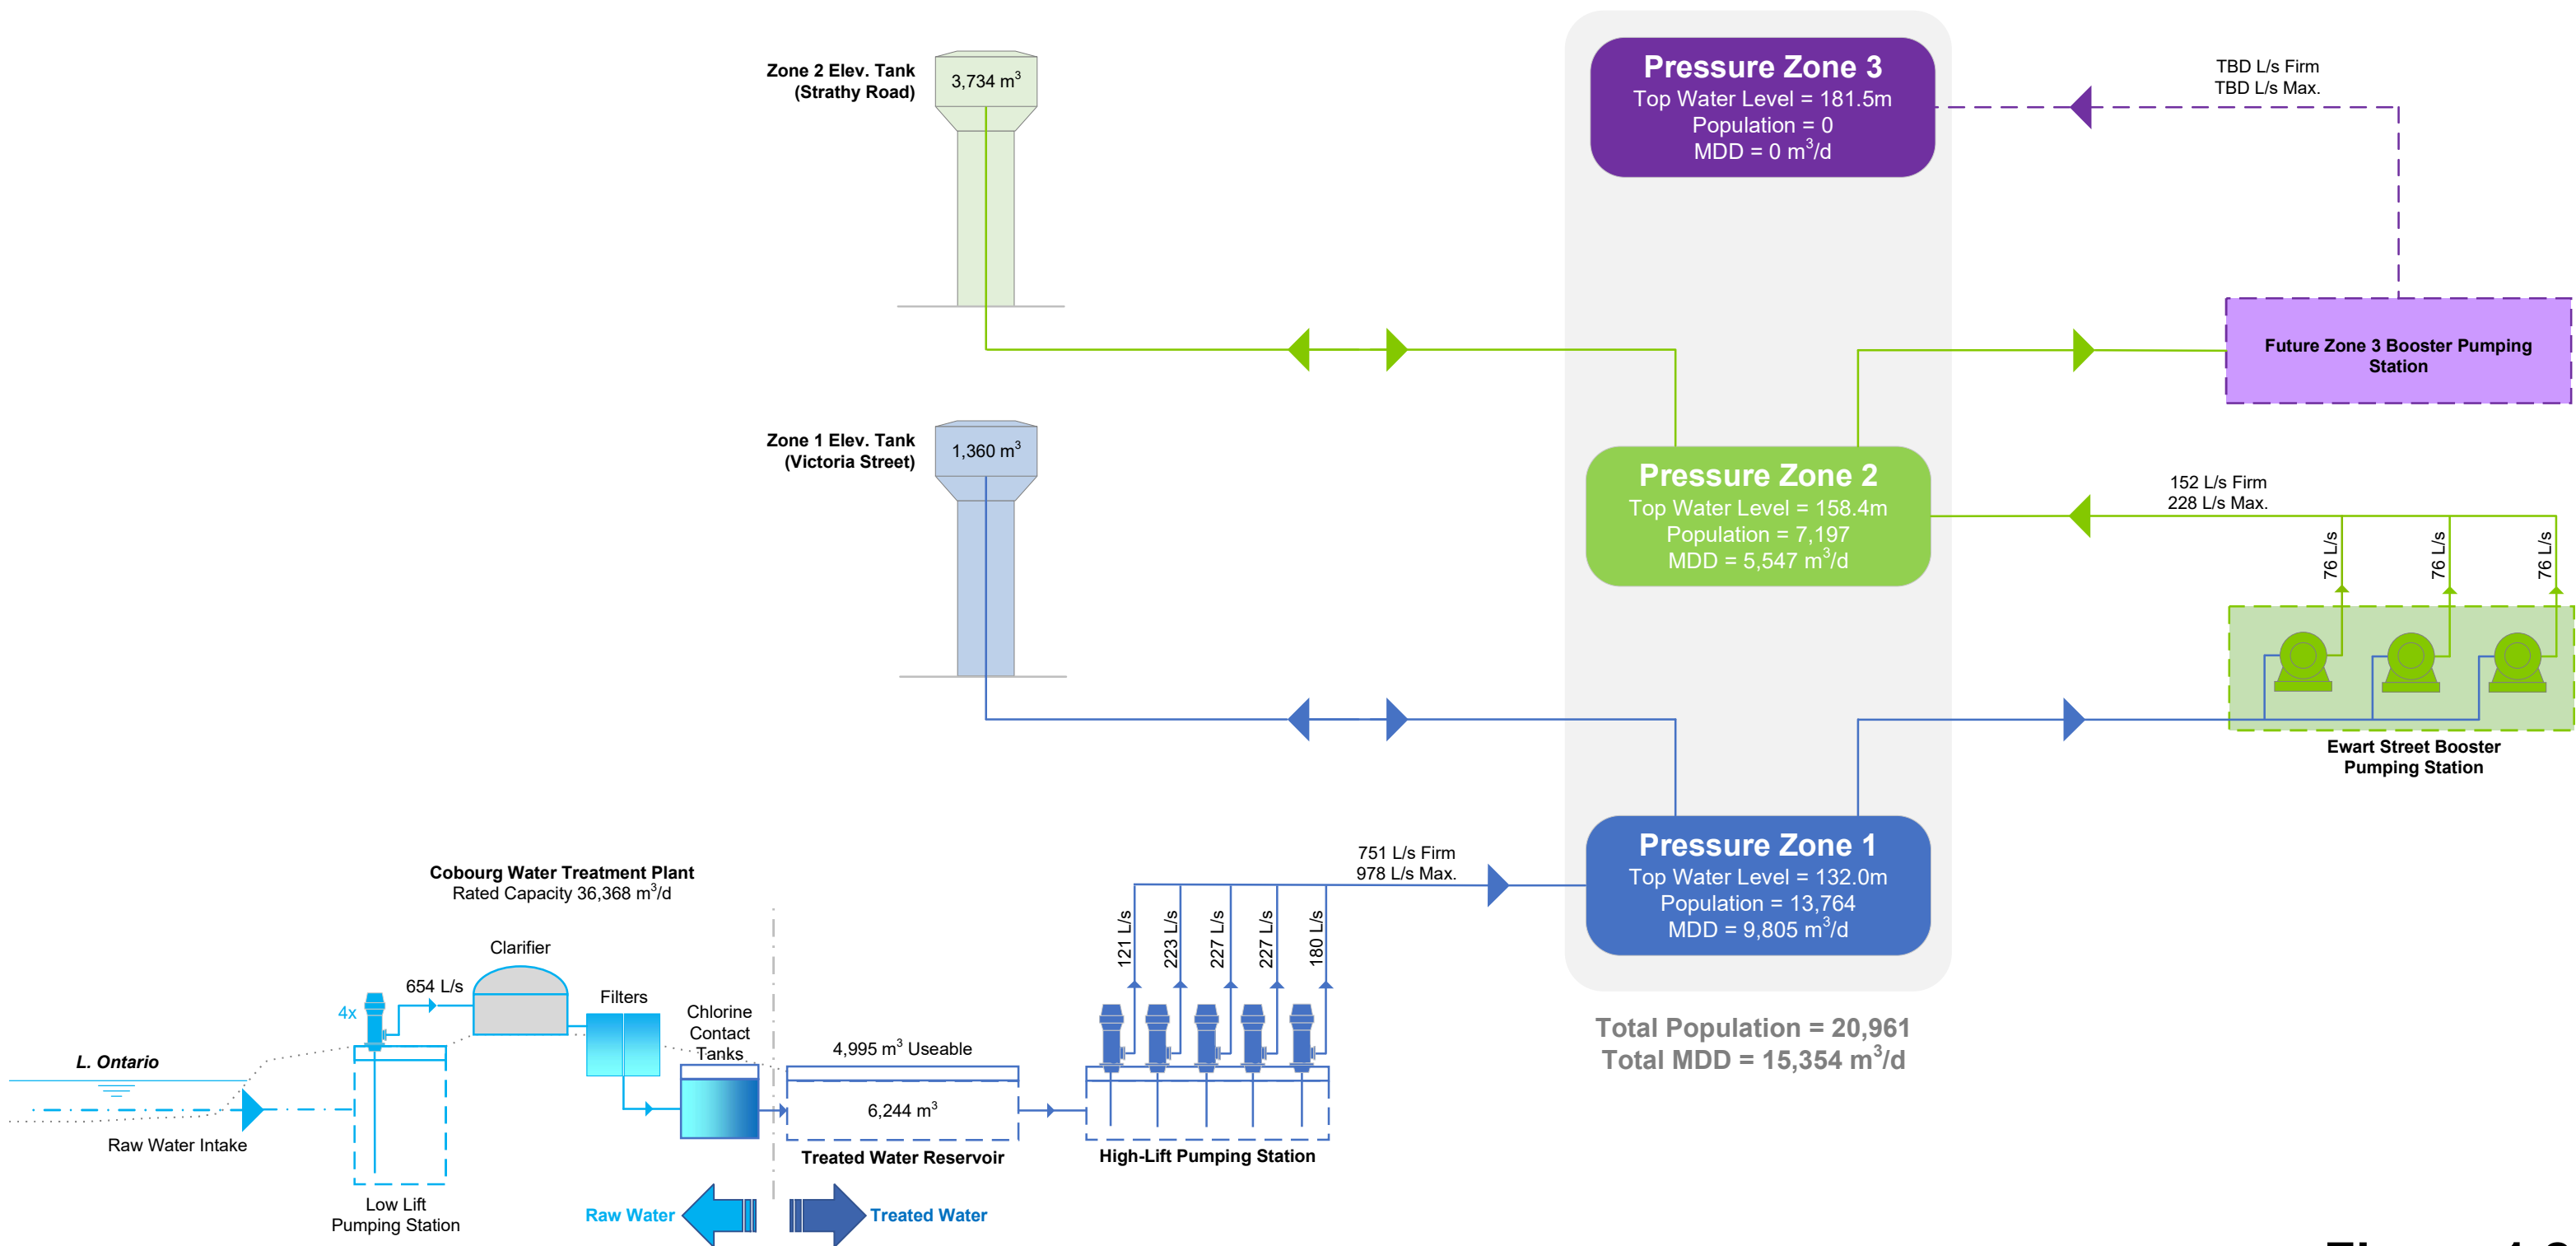 Zone 2 Elev. Tank
(Strathy Road)
3,734 m³
Pressure Zone 3
Top Water Level = 181.5m
Population = 0
MDD = 0 m³/d
TBD L/s Firm
TBD L/s Max.
Future Zone 3 Booster Pumping
Station
Zone 1 Elev. Tank
(Victoria Street)
1,360 m³
Pressure Zone 2
Top Water Level = 158.4m
Population = 7,197
MDD = 5,547 m³/d
152 L/s Firm
228 L/s Max.
76 L/s
76 L/s
76 L/s
Ewart Street Booster
Pumping Station
Pressure Zone 1
Top Water Level = 132.0m
Population = 13,764
MDD = 9,805 m³/d
751 L/s Firm
978 L/s Max.
121 L/s
223 L/s
227 L/s
227 L/s
180 L/s
Cobourg Water Treatment Plant
Rated Capacity 36,368 m³/d
Clarifier
654 L/s
4x
Filters
Chlorine
Contact
Tanks
L. Ontario
Raw Water Intake
Low Lift
Pumping Station
4,995 m³ Useable
6,244 m³
Treated Water Reservoir
High-Lift Pumping Station
Raw Water
Treated Water
Total Population = 20,961
Total MDD = 15,354 m³/d